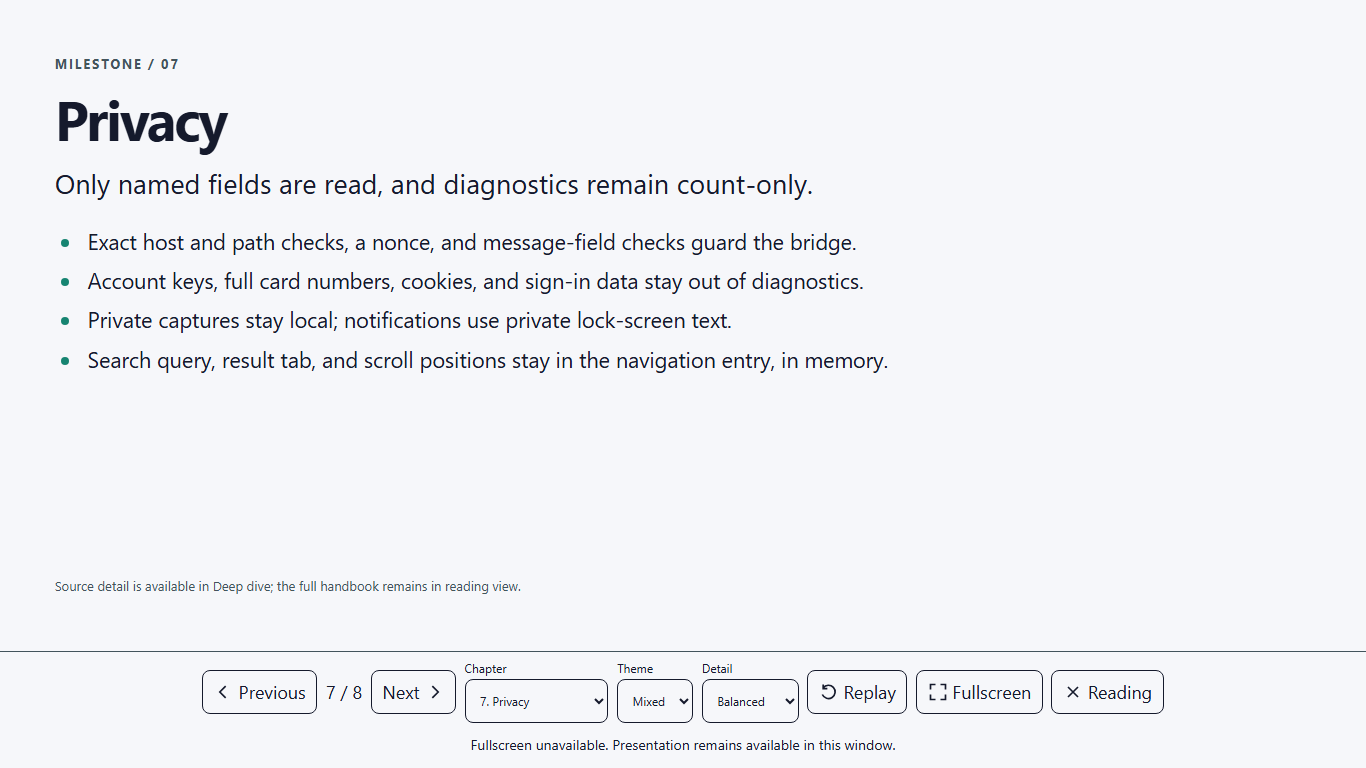 MILESTONE / 07
Privacy
Only named fields are read, and diagnostics remain count-only.
Exact host and path checks, a nonce, and message-field checks guard the bridge.
Account keys, full card numbers, cookies, and sign-in data stay out of diagnostics.
Private captures stay local; notifications use private lock-screen text.
Search query, result tab, and scroll positions stay in the navigation entry, in memory.
Source detail is available in Deep dive; the full handbook remains in reading view.
Chapter Theme Detail
Previous 7 / 8 Next 7. Privacy Mixed Balanced Replay Fullscreen Reading
Fullscreen unavailable. Presentation remains available in this window.